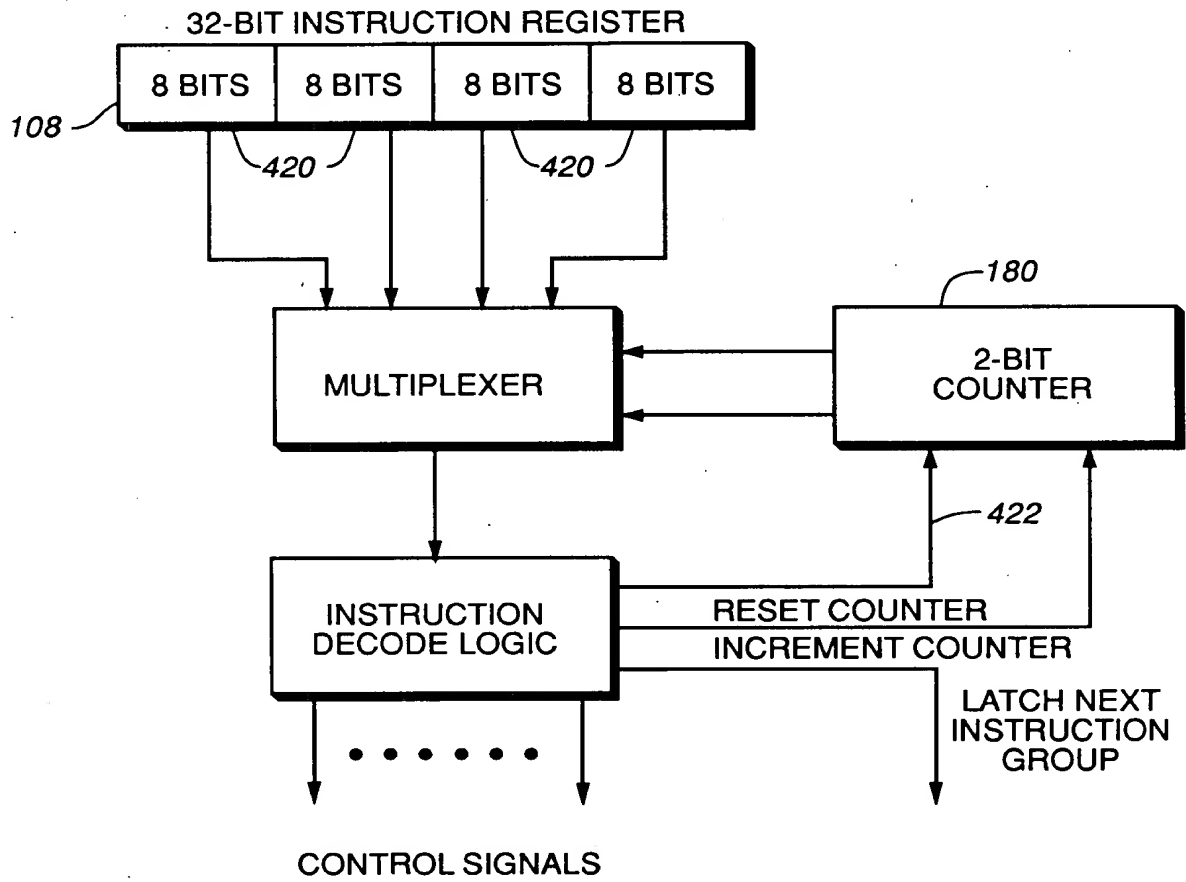 32-BIT INSTRUCTION REGISTER
8 BITS 8 BITS 8 BITS 8 BITS
108
420 420
180
MULTIPLEXER
2-BIT
COUNTER
422
INSTRUCTION
DECODE LOGIC
RESET COUNTER
INCREMENT COUNTER
LATCH NEXT
INSTRUCTION
GROUP
CONTROL SIGNALS